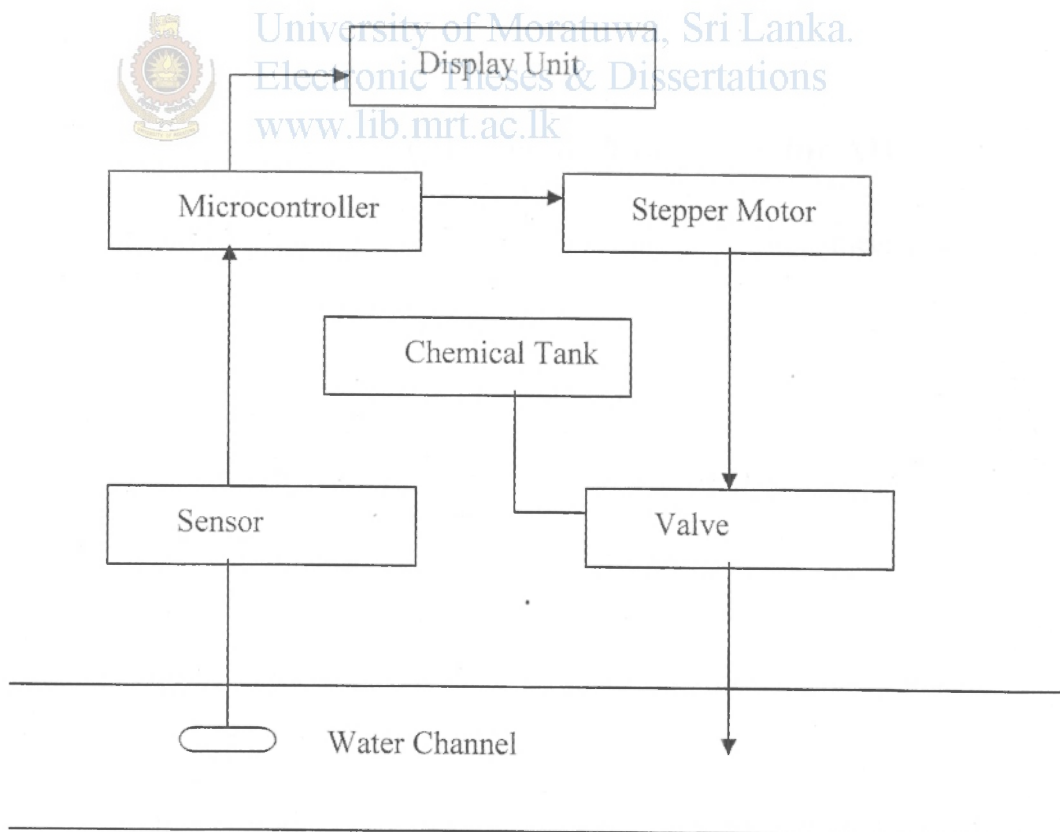 University of Moratuwa, Sri Lanka.
Electronic Theses & Dissertations
www.lib.mrt.ac.lk
Display Unit
Microcontroller
Stepper Motor
Chemical Tank
Sensor
Valve
Water Channel